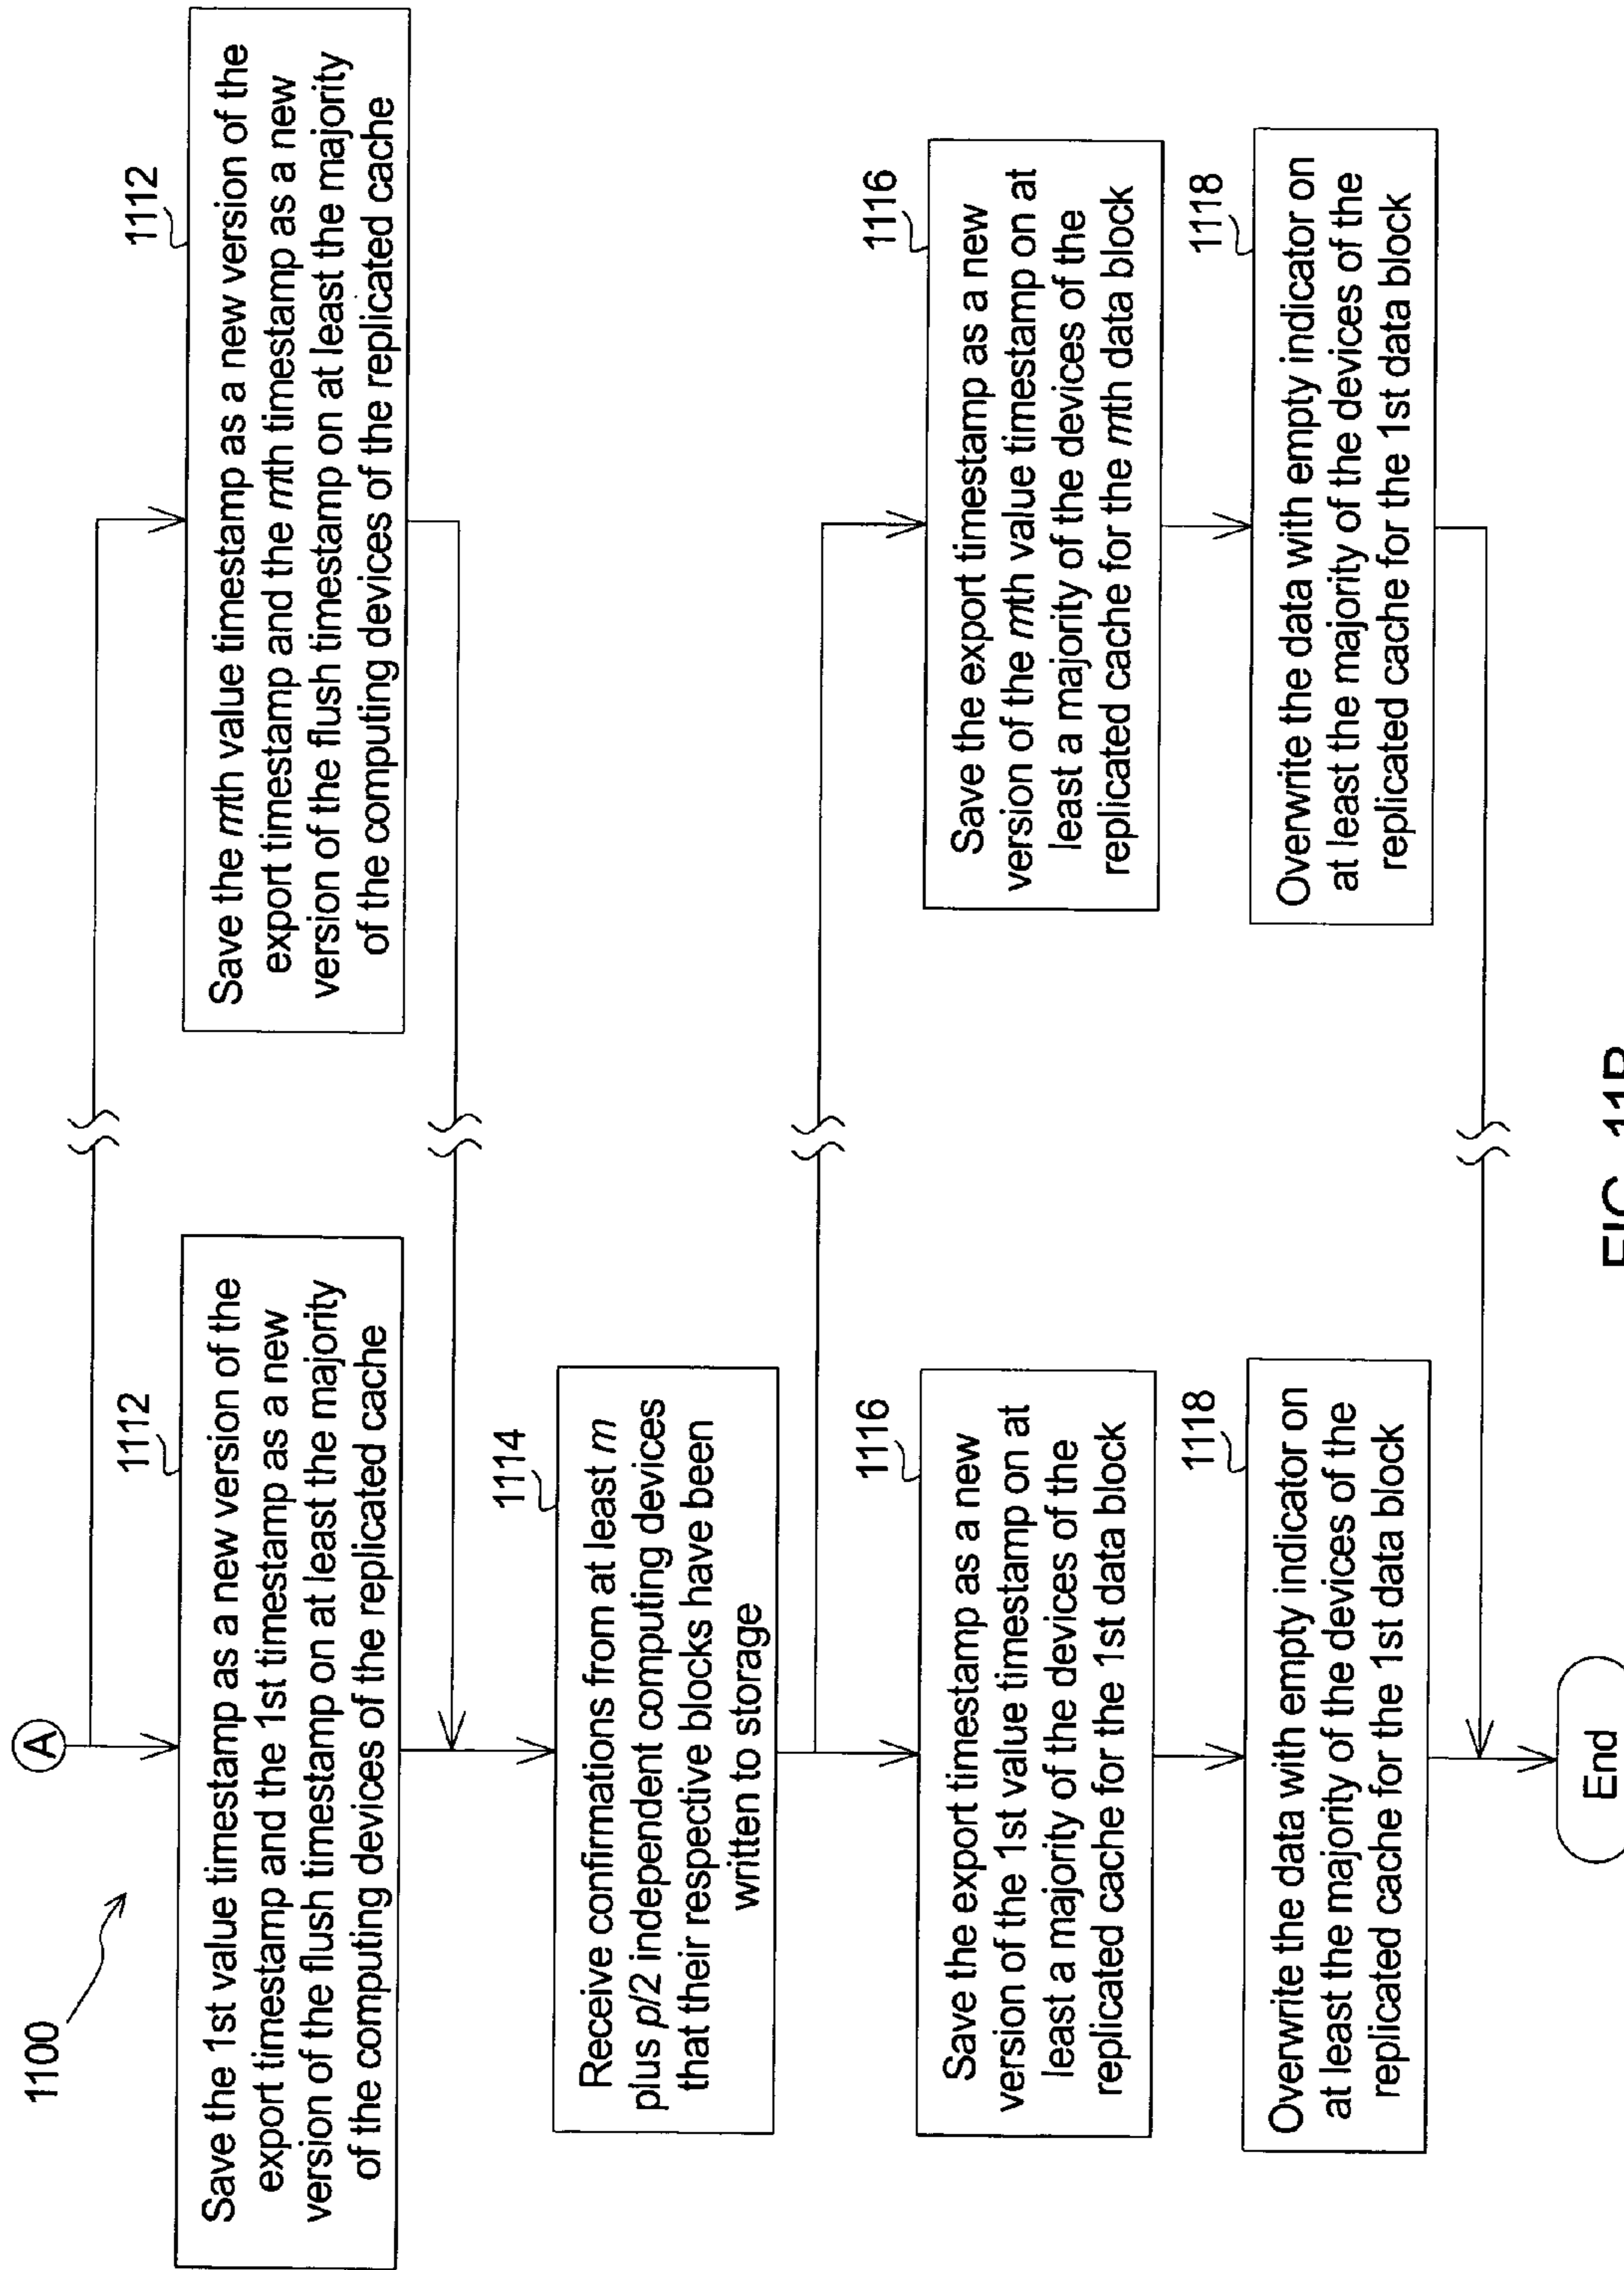 1100
A
1112
Save the 1st value timestamp as a new version of the
export timestamp and the 1st timestamp as a new
version of the flush timestamp on at least the majority
of the computing devices of the replicated cache
1112
Save the mth value timestamp as a new version of the
export timestamp and the mth timestamp as a new
version of the flush timestamp on at least the majority
of the computing devices of the replicated cache
1114
Receive confirmations from at least m
plus p/2 independent computing devices
that their respective blocks have been
written to storage
1116
Save the export timestamp as a new
version of the 1st value timestamp on at
least a majority of the devices of the
replicated cache for the 1st data block
1116
Save the export timestamp as a new
version of the mth value timestamp on at
least a majority of the devices of the
replicated cache for the mth data block
1118
Overwrite the data with empty indicator on
at least the majority of the devices of the
replicated cache for the 1st data block
1118
Overwrite the data with empty indicator on
at least the majority of the devices of the
replicated cache for the 1st data block
End
FIG. 11B